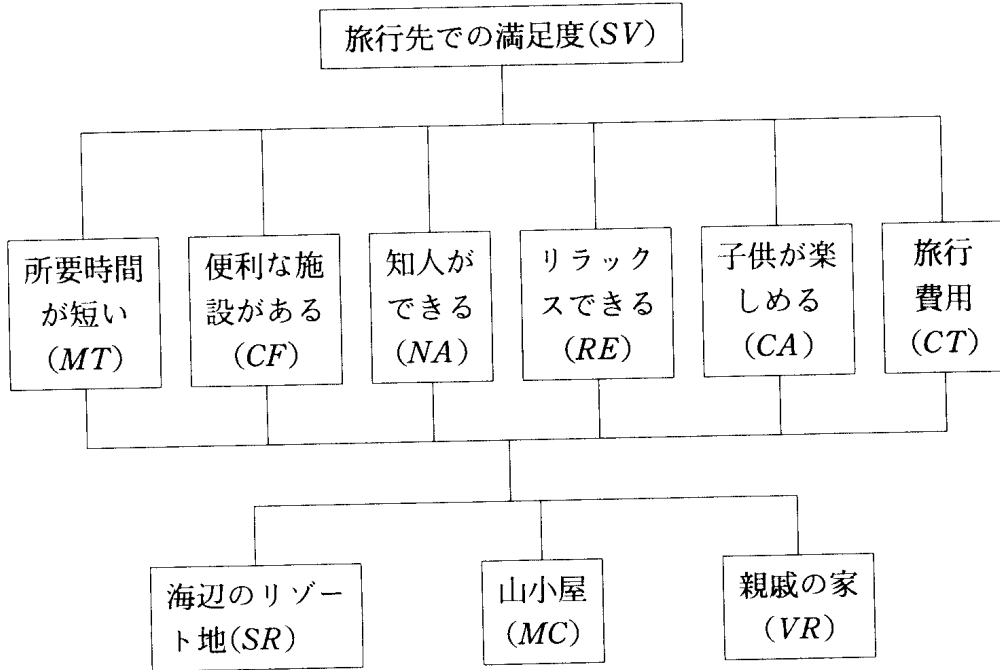 旅行先での満足度(SV)
所要時間
が短い
(MT)
便利な施
設がある
(CF)
知人が
できる
(NA)
リラック
スできる
(RE)
子供が楽
しめる
(CA)
旅行
費用
(CT)
海辺のリゾー
ト地(SR)
山小屋
(MC)
親戚の家
(VR)